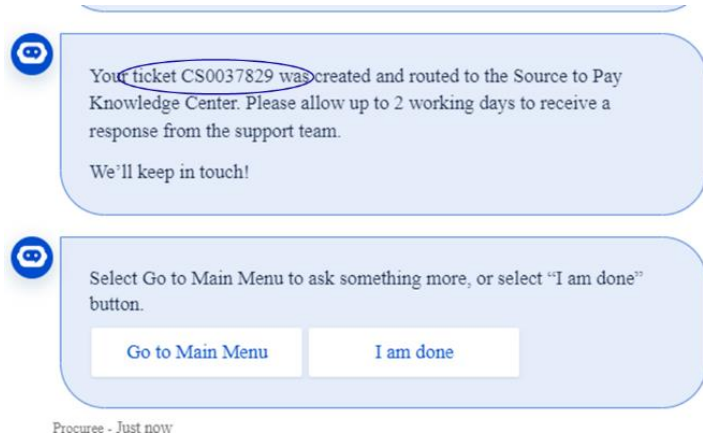 Your ticket CS0037829 was created and routed to the Source to Pay
Knowledge Center. Please allow up to 2 working days to receive a
response from the support team.
We’ll keep in touch!
Select Go to Main Menu to ask something more, or select “I am done”
button.
Go to Main Menu I am done
Procuree - Just now